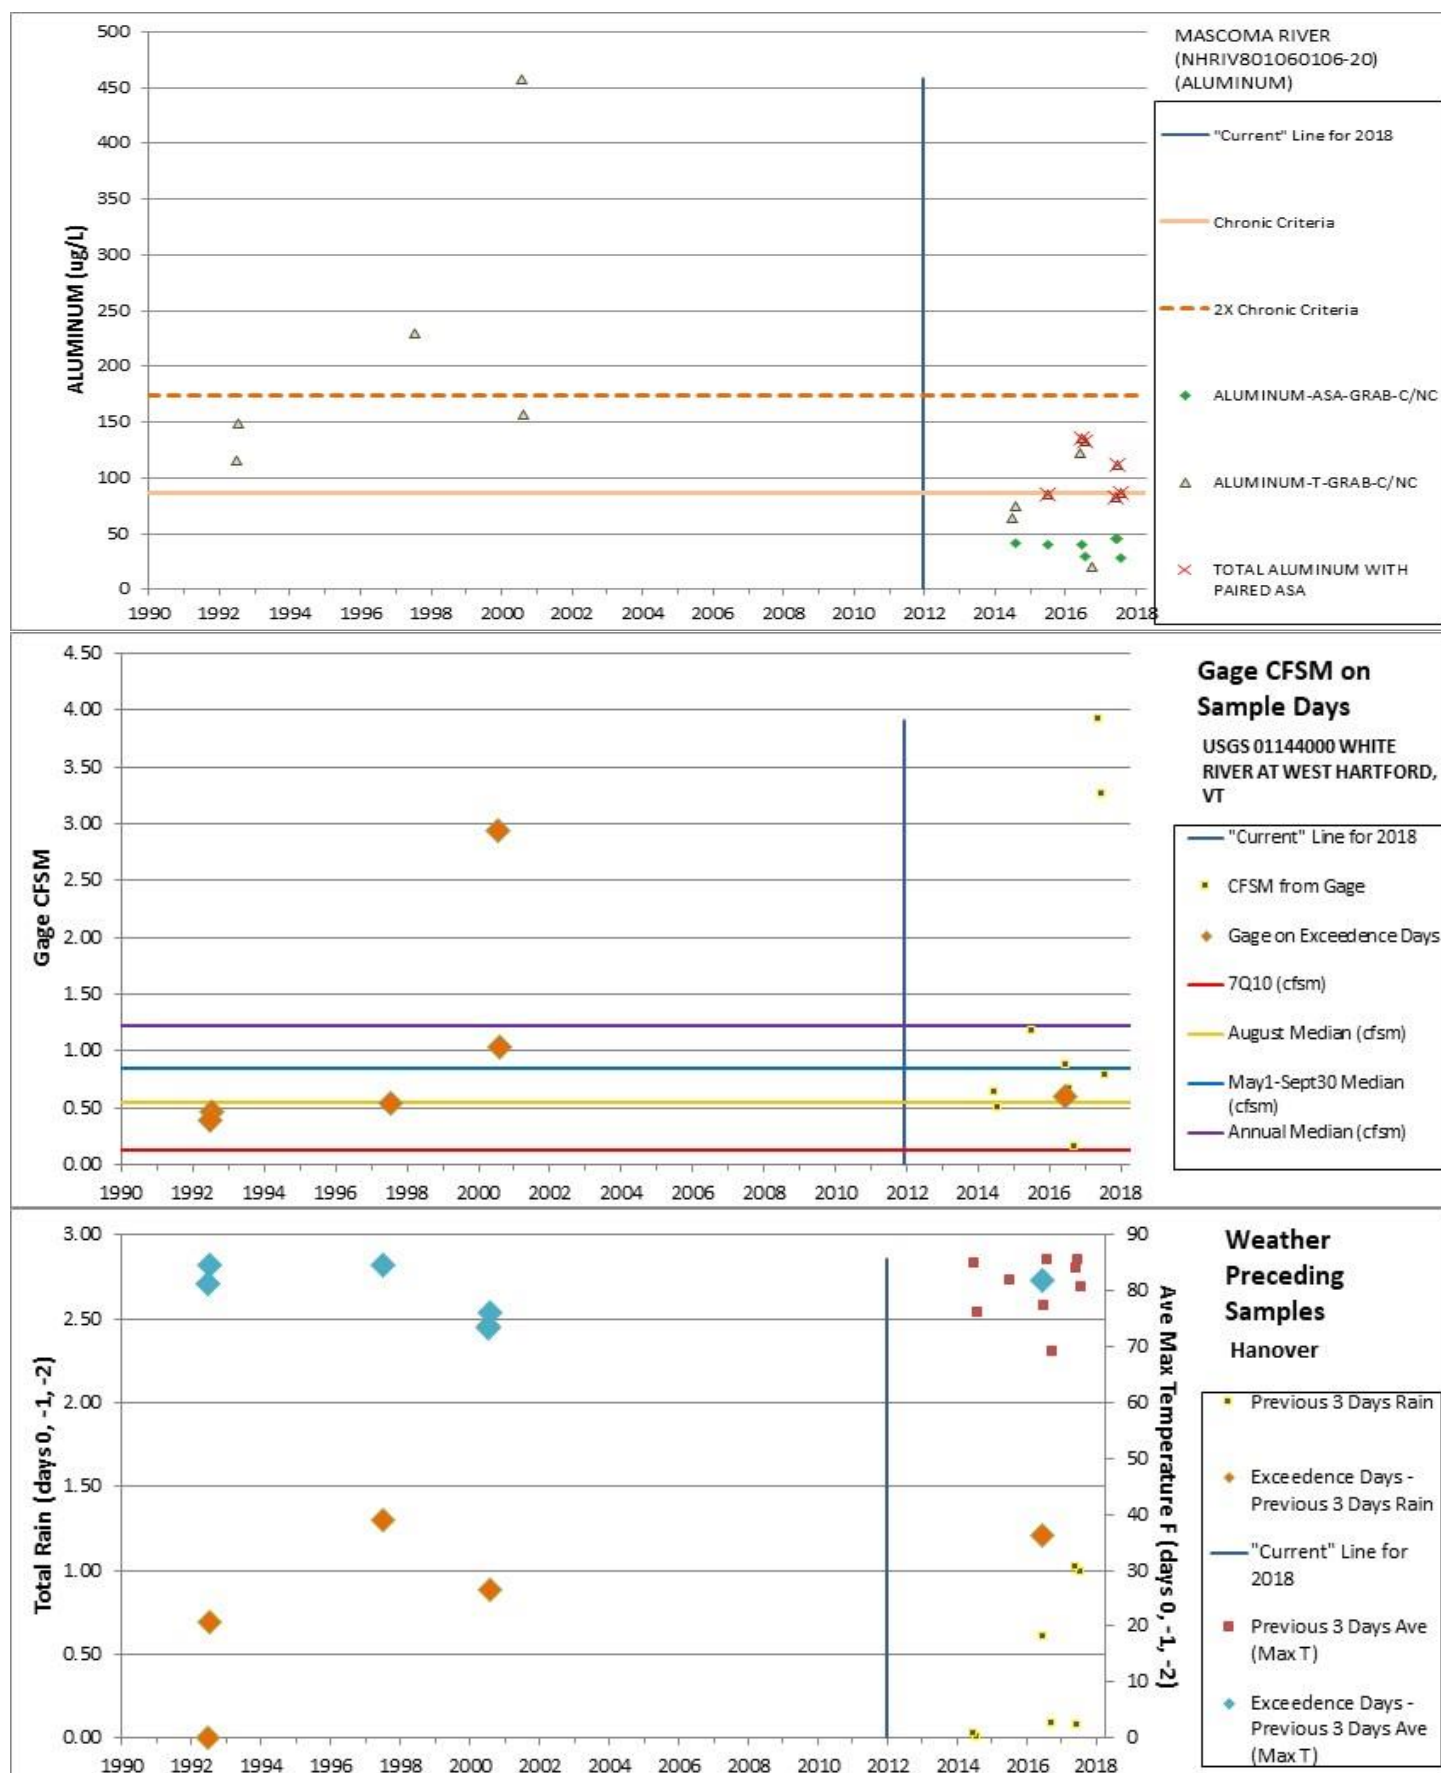 MASCOMA RIVER
(NHRIV801060106-20)
(ALUMINUM)
500
450
400
350
300
250
200
150
100
50
0
ALUMINUM (ug/L)
1990 1992 1994 1996 1998 2000 2002 2004 2006 2008 2010 2012 2014 2016 2018
"Current" Line for 2018
Chronic Criteria
2X Chronic Criteria
ALUMINUM-ASA-GRAB-C/NC
ALUMINUM-T-GRAB-C/NC
TOTAL ALUMINUM WITH
PAIRED ASA
4.50
4.00
3.50
3.00
2.50
2.00
1.50
1.00
0.50
0.00
Gage CFSM
1990 1992 1994 1996 1998 2000 2002 2004 2006 2008 2010 2012 2014 2016 2018
Gage CFSM on
Sample Days
USGS 01144000 WHITE
RIVER AT WEST HARTFORD,
VT
"Current" Line for 2018
CFSM from Gage
Gage on Exceedence Days
7Q10 (cfsm)
August Median (cfsm)
May1-Sept30 Median
(cfsm)
Annual Median (cfsm)
3.00
2.50
2.00
1.50
1.00
0.50
0.00
Total Rain (days 0, -1, -2)
1990 1992 1994 1996 1998 2000 2002 2004 2006 2008 2010 2012 2014 2016 2018
90
80
70
60
50
40
30
20
10
0
Ave Max Temperature F (days 0, -1, -2)
Weather
Preceding
Samples
Hanover
Previous 3 Days Rain
Exceedence Days -
Previous 3 Days Rain
"Current" Line for
2018
Previous 3 Days Ave
(Max T)
Exceedence Days -
Previous 3 Days Ave
(Max T)